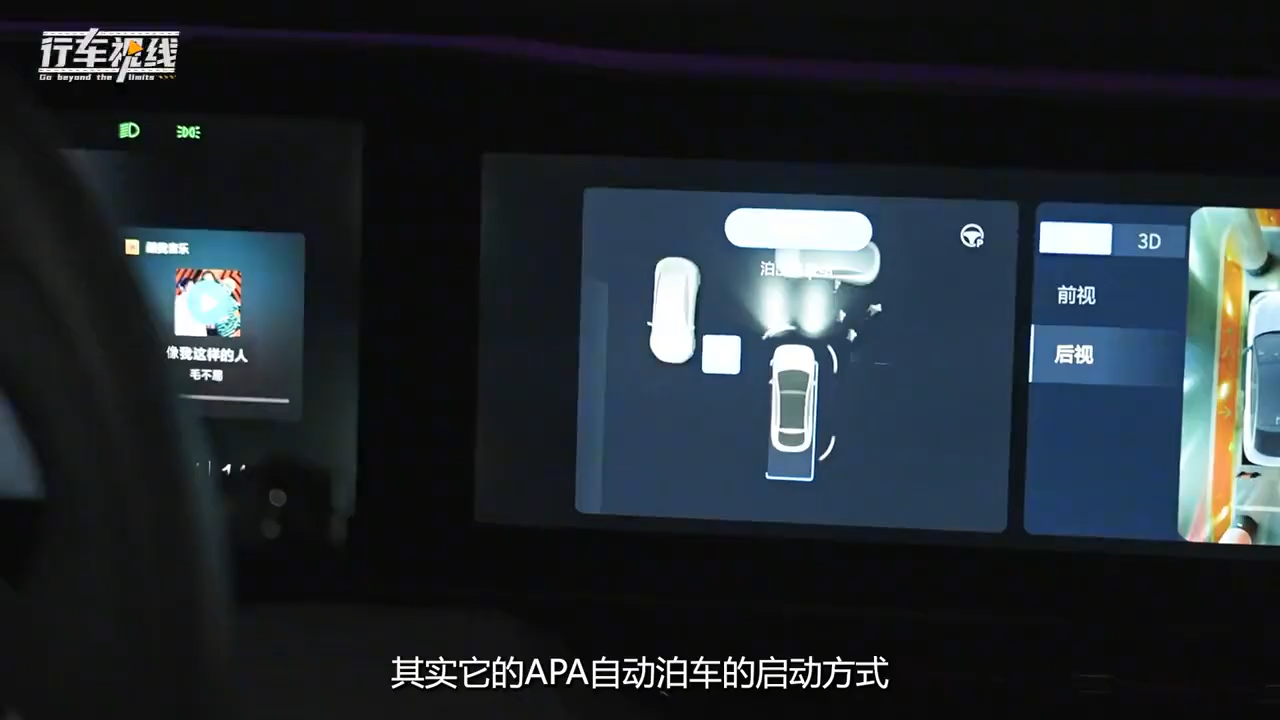 行车视线
Go beyond the limits
3D
前视
后视
像我这样的人
毛不易
其实它的APA自动泊车的启动方式